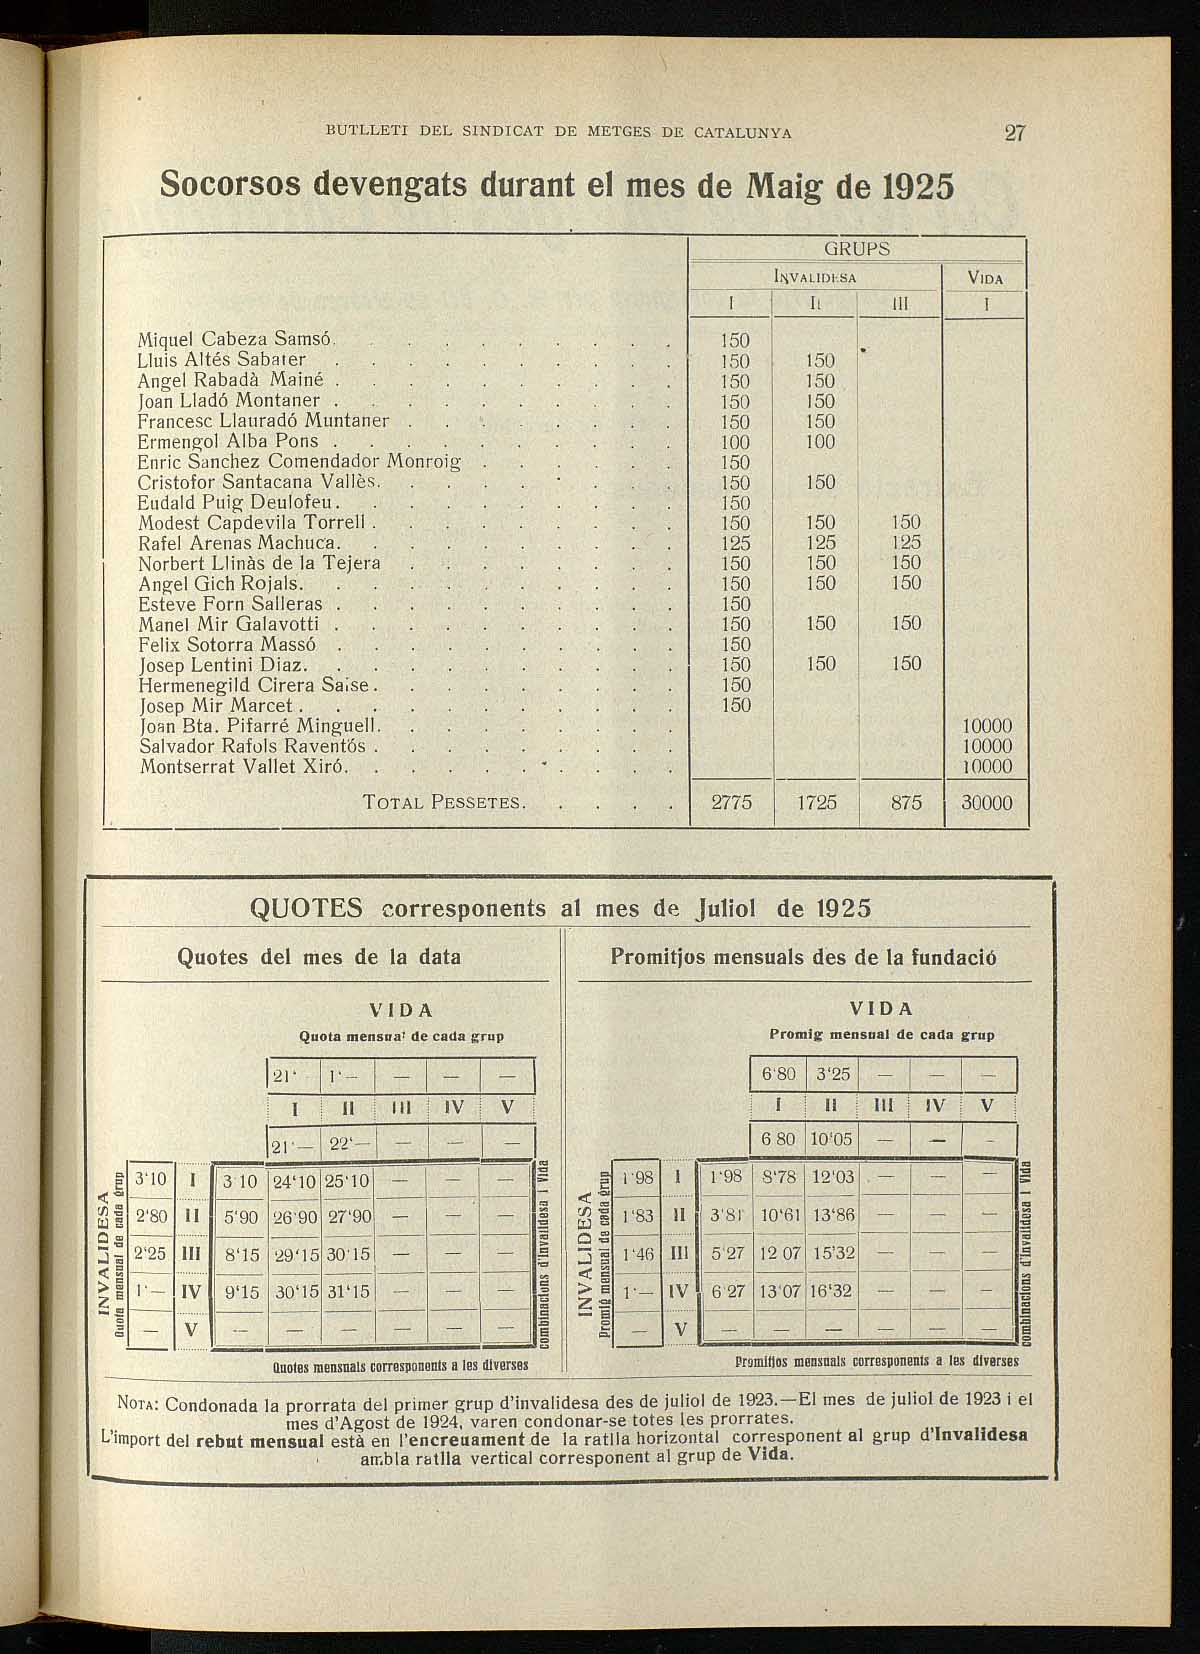 BUTLLETI DEL SINDICAT DE METGES DE CATALUNYA 27
Socorsos devengats durant el mes de Maig de 1925
GRUPS
INVALIDESA VIDA
I II III I
Miquel Cabeza Samsó. 150
Lluis Altés Sabater 150 150
Angel Rabadà Mainé 150 150
Joan Lladó Montaner 150 150
Francesc Llauradó Muntaner 150 150
Ermengol Alba Pons 100 100
Enric Sanchez Comendador Monroig 150
Cristofor Santacana Vallès. 150 150
Eudald Puig Deulofeu. 150
Modest Capdevila Torrell 150 150 150
Rafel Arenas Machuca. 125 125 125
Norbert Llinàs de la Tejera 150 150 150
Angel Gich Rojals. 150 150 150
Esteve Forn Salleras 150
Manel Mir Galavotti 150 150 150
Felix Sotorra Massó 150
Josep Lentini Diaz. 150 150 150
Hermenegild Cirera Salse 150
Josep Mir Marcet 150
Joan Bta. Pifarré Minguell. 10000
Salvador Rafols Raventós 10000
Montserrat Vallet Xiró. 10000
TOTAL PESSETES. 2775 1725 875 30000
QUOTES corresponents al mes de Juliol de 1925
Quotes del mes de la data
VIDA
Quota mensual de cada grup
21‘ 1‘— — — —
I II III IV V
21‘— 22‘— — — —
INVALIDESA
Quota mensual de cada grup
3‘10 I 3 10 24‘10 25‘10 — — —
2‘80 II 5‘90 26‘90 27‘90 — — —
2‘25 III 8‘15 29‘15 30‘15 — — —
1‘— IV 9‘15 30‘15 31‘15 — — —
— V — — — — — —
combinacions d'Invalidesa i Vida
Quotes mensuals corresponents a les diverses
Promitjos mensuals des de la fundació
VIDA
Promig mensual de cada grup
6‘80 3‘25 — — —
I II III IV V
6 80 10‘05 — — —
INVALIDESA
Promig mensual de cada grup
1‘98 I 1‘98 8‘78 12‘03 — — —
1‘83 II 3‘81 10‘61 13‘86 — — —
1‘46 III 5‘27 12 07 15‘32 — — —
1‘— IV 6 27 13‘07 16‘32 — — —
— V — — — — — —
combinacions d'Invalidesa i Vida
Promitjos mensuals corresponents a les diverses
NOTA: Condonada la prorrata del primer grup d'invalidesa des de juliol de 1923.—El mes de juliol de 1923 i el
mes d'Agost de 1924, varen condonar-se totes les prorrates.
L'import del rebut mensual està en l'encreuament de la ratlla horizontal corresponent al grup d'Invalidesa
ambla ratlla vertical corresponent al grup de Vida.